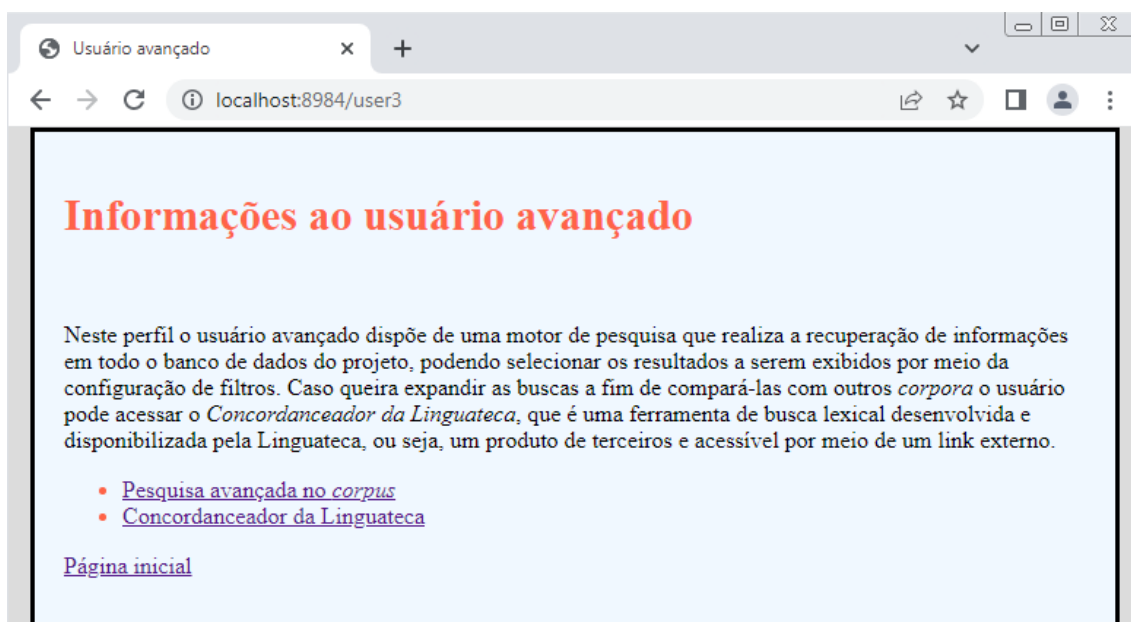 Usuário avançado
localhost:8984/user3
Informações ao usuário avançado
Neste perfil o usuário avançado dispõe de uma motor de pesquisa que realiza a recuperação de informações
em todo o banco de dados do projeto, podendo selecionar os resultados a serem exibidos por meio da
configuração de filtros. Caso queira expandir as buscas a fim de compará-las com outros corpora o usuário
pode acessar o Concordanceador da Linguateca, que é uma ferramenta de busca lexical desenvolvida e
disponibilizada pela Linguateca, ou seja, um produto de terceiros e acessível por meio de um link externo.
Pesquisa avançada no corpus
Concordanceador da Linguateca
Página inicial